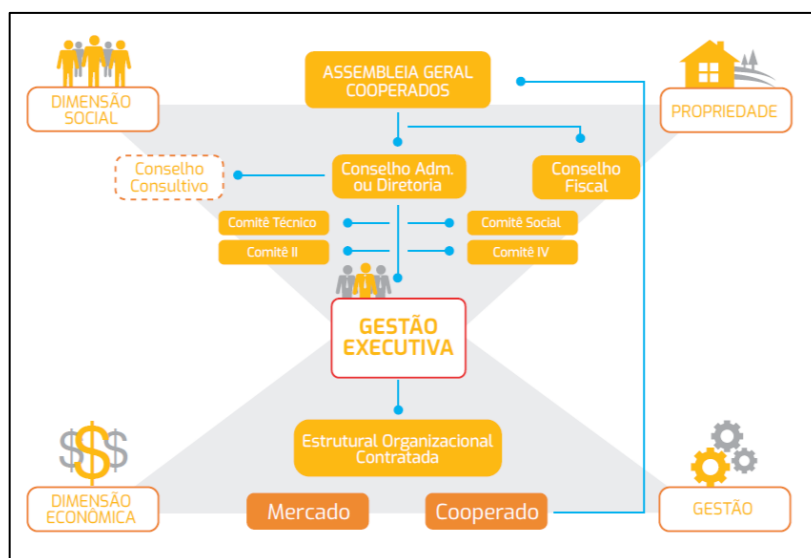 ASSEMBLEIA GERAL
COOPERADOS
DIMENSÃO
SOCIAL
PROPRIEDADE
Conselho
Consultivo
Conselho Adm.
ou Diretoria
Conselho
Fiscal
Comitê Técnico
Comitê Social
Comitê II
Comitê IV
GESTÃO
EXECUTIVA
Estrutural Organizacional
Contratada
DIMENSÃO
ECONÔMICA
Mercado
Cooperado
GESTÃO